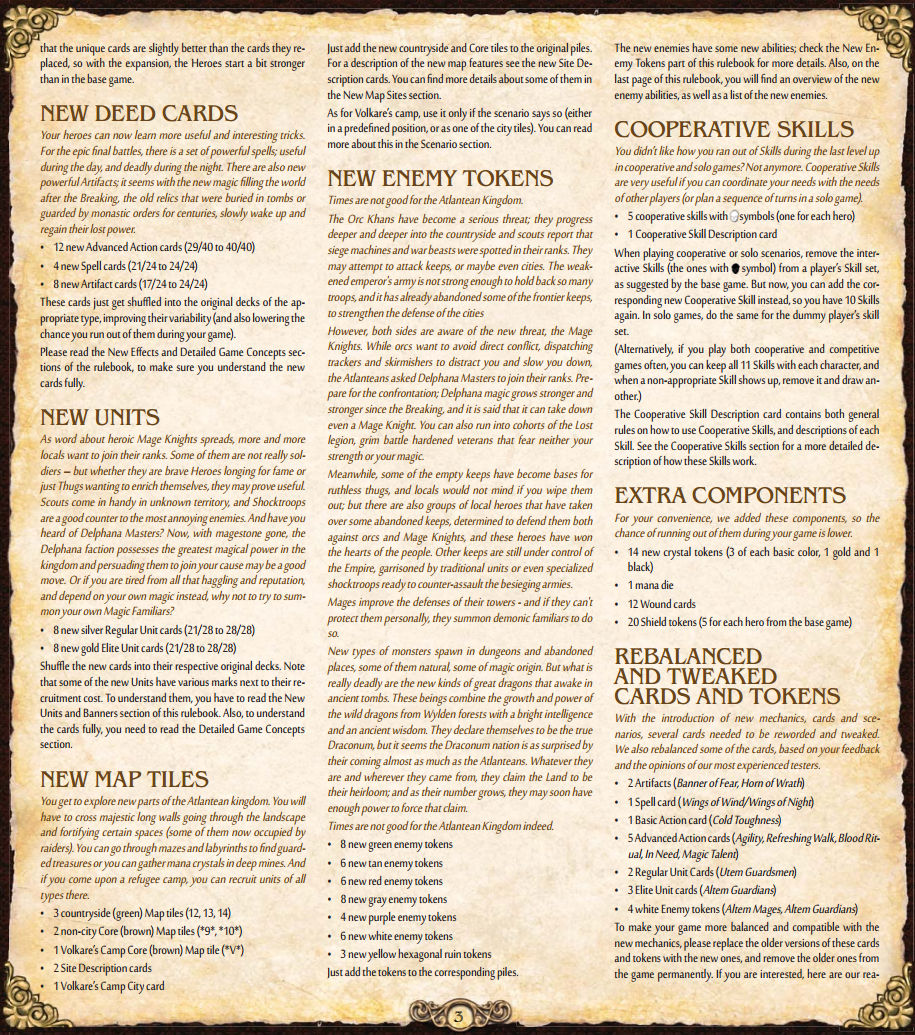 that the unique cards are slightly better than the cards they re-
placed, so with the expansion, the Heroes start a bit stronger
than in the base game.
NEW DEED CARDS
Your heroes can now learn more useful and interesting tricks.
For the epic final battles, there is a set of powerful spells; useful
during the day, and deadly during the night. There are also new
powerful Artifacts; it seems with the new magic filling the world
after the Breaking, the old relics that were buried in tombs or
guarded by monastic orders for centuries, slowly wake up and
regain their lost power.
• 12 new Advanced Action cards (29/40 to 40/40)
• 4 new Spell cards (21/24 to 24/24)
• 8 new Artifact cards (17/24 to 24/24)
These cards just get shuffled into the original decks of the ap-
propriate type, improving their variability (and also lowering the
chance you run out of them during your game).
Please read the New Effects and Detailed Game Concepts sec-
tions of the rulebook, to make sure you understand the new
cards fully.
NEW UNITS
As word about heroic Mage Knights spreads, more and more
locals want to join their ranks. Some of them are not really sol-
diers – but whether they are brave Heroes longing for fame or
just Thugs wanting to enrich themselves, they may prove useful.
Scouts come in handy in unknown territory, and Shocktroops
are a good counter to the most annoying enemies. And have you
heard of Delphana Masters? Now, with magestone gone, the
Delphana faction possesses the greatest magical power in the
kingdom and persuading them to join your cause may be a good
move. Or if you are tired from all that haggling and reputation,
and depend on your own magic instead, why not to try to sum-
mon your own Magic Familiars?
• 8 new silver Regular Unit cards (21/28 to 28/28)
• 8 new gold Elite Unit cards (21/28 to 28/28)
Shuffle the new cards into their respective original decks. Note
that some of the new Units have various marks next to their re-
cruitment cost. To understand them, you have to read the New
Units and Banners section of this rulebook. Also, to understand
the cards fully, you need to read the Detailed Game Concepts
section.
NEW MAP TILES
You get to explore new parts of the Atlantean kingdom. You will
have to cross majestic long walls going through the landscape
and fortifying certain spaces (some of them now occupied by
raiders). You can go through mazes and labyrinths to find guard-
ed treasures or you can gather mana crystals in deep mines. And
if you come upon a refugee camp, you can recruit units of all
types there.
• 3 countryside (green) Map tiles (12, 13, 14)
• 2 non-city Core (brown) Map tiles (*9*, *10*)
• 1 Volkare's Camp Core (brown) Map tile (*V*)
• 2 Site Description cards
• 1 Volkare's Camp City card
Just add the new countryside and Core tiles to the original piles.
For a description of the new map features see the new Site De-
scription cards. You can find more details about some of them in
the New Map Sites section.
As for Volkare's camp, use it only if the scenario says so (either
in a predefined position, or as one of the city tiles). You can read
more about this in the Scenario section.
NEW ENEMY TOKENS
Times are not good for the Atlantean Kingdom.
The Orc Khans have become a serious threat; they progress
deeper and deeper into the countryside and scouts report that
siege machines and war beasts were spotted in their ranks. They
may attempt to attack keeps, or maybe even cities. The weak-
ened emperor's army is not strong enough to hold back so many
troops, and it has already abandoned some of the frontier keeps,
to strengthen the defense of the cities
However, both sides are aware of the new threat, the Mage
Knights. While orcs want to avoid direct conflict, dispatching
trackers and skirmishers to distract you and slow you down,
the Atlanteans asked Delphana Masters to join their ranks. Pre-
pare for the confrontation; Delphana magic grows stronger and
stronger since the Breaking, and it is said that it can take down
even a Mage Knight. You can also run into cohorts of the Lost
legion, grim battle hardened veterans that fear neither your
strength or your magic.
Meanwhile, some of the empty keeps have become bases for
ruthless thugs, and locals would not mind if you wipe them
out; but there are also groups of local heroes that have taken
over some abandoned keeps, determined to defend them both
against orcs and Mage Knights, and these heroes have won
the hearts of the people. Other keeps are still under control of
the Empire, garrisoned by traditional units or even specialized
shocktroops ready to counter-assault the besieging armies.
Mages improve the defenses of their towers - and if they can't
protect them personally, they summon demonic familiars to do
so.
New types of monsters spawn in dungeons and abandoned
places, some of them natural, some of magic origin. But what is
really deadly are the new kinds of great dragons that awake in
ancient tombs. These beings combine the growth and power of
the wild dragons from Wylden forests with a bright intelligence
and an ancient wisdom. They declare themselves to be the true
Draconum, but it seems the Draconum nation is as surprised by
their coming almost as much as the Atlanteans. Whatever they
are and wherever they came from, they claim the Land to be
their heirloom; and as their number grows, they may soon have
enough power to force that claim.
Times are not good for the Atlantean Kingdom indeed.
• 8 new green enemy tokens
• 6 new tan enemy tokens
• 6 new red enemy tokens
• 8 new gray enemy tokens
• 4 new purple enemy tokens
• 6 new white enemy tokens
• 3 new yellow hexagonal ruin tokens
Just add the tokens to the corresponding piles.
The new enemies have some new abilities; check the New En-
emy Tokens part of this rulebook for more details. Also, on the
last page of this rulebook, you will find an overview of the new
enemy abilities, as well as a list of the new enemies.
COOPERATIVE SKILLS
You didn't like how you ran out of Skills during the last level up
in cooperative and solo games? Not anymore. Cooperative Skills
are very useful if you can coordinate your needs with the needs
of other players (or plan a sequence of turns in a solo game).
• 5 cooperative skills with symbols (one for each hero)
• 1 Cooperative Skill Description card
When playing cooperative or solo scenarios, remove the inter-
active Skills (the ones with symbol) from a player's Skill set,
as suggested by the base game. But now, you can add the cor-
responding new Cooperative Skill instead, so you have 10 Skills
again. In solo games, do the same for the dummy player's skill
set.
(Alternatively, if you play both cooperative and competitive
games often, you can keep all 11 Skills with each character, and
when a non-appropriate Skill shows up, remove it and draw an-
other.)
The Cooperative Skill Description card contains both general
rules on how to use Cooperative Skills, and descriptions of each
Skill. See the Cooperative Skills section for a more detailed de-
scription of how these Skills work.
EXTRA COMPONENTS
For your convenience, we added these components, so the
chance of running out of them during your game is lower.
• 14 new crystal tokens (3 of each basic color, 1 gold and 1
black)
• 1 mana die
• 12 Wound cards
• 20 Shield tokens (5 for each hero from the base game)
REBALANCED
AND TWEAKED
CARDS AND TOKENS
With the introduction of new mechanics, cards and sce-
narios, several cards needed to be reworded and tweaked.
We also rebalanced some of the cards, based on your feedback
and the opinions of our most experienced testers.
• 2 Artifacts (Banner of Fear, Horn of Wrath)
• 1 Spell card (Wings of Wind/Wings of Night)
• 1 Basic Action card (Cold Toughness)
• 5 Advanced Action cards (Agility, Refreshing Walk, Blood Rit-
ual, In Need, Magic Talent)
• 2 Regular Unit Cards (Utem Guardsmen)
• 3 Elite Unit cards (Altem Guardians)
• 4 white Enemy tokens (Altem Mages, Altem Guardians)
To make your game more balanced and compatible with the
new mechanics, please replace the older versions of these cards
and tokens with the new ones, and remove the older ones from
the game permanently. If you are interested, here are our rea-
3